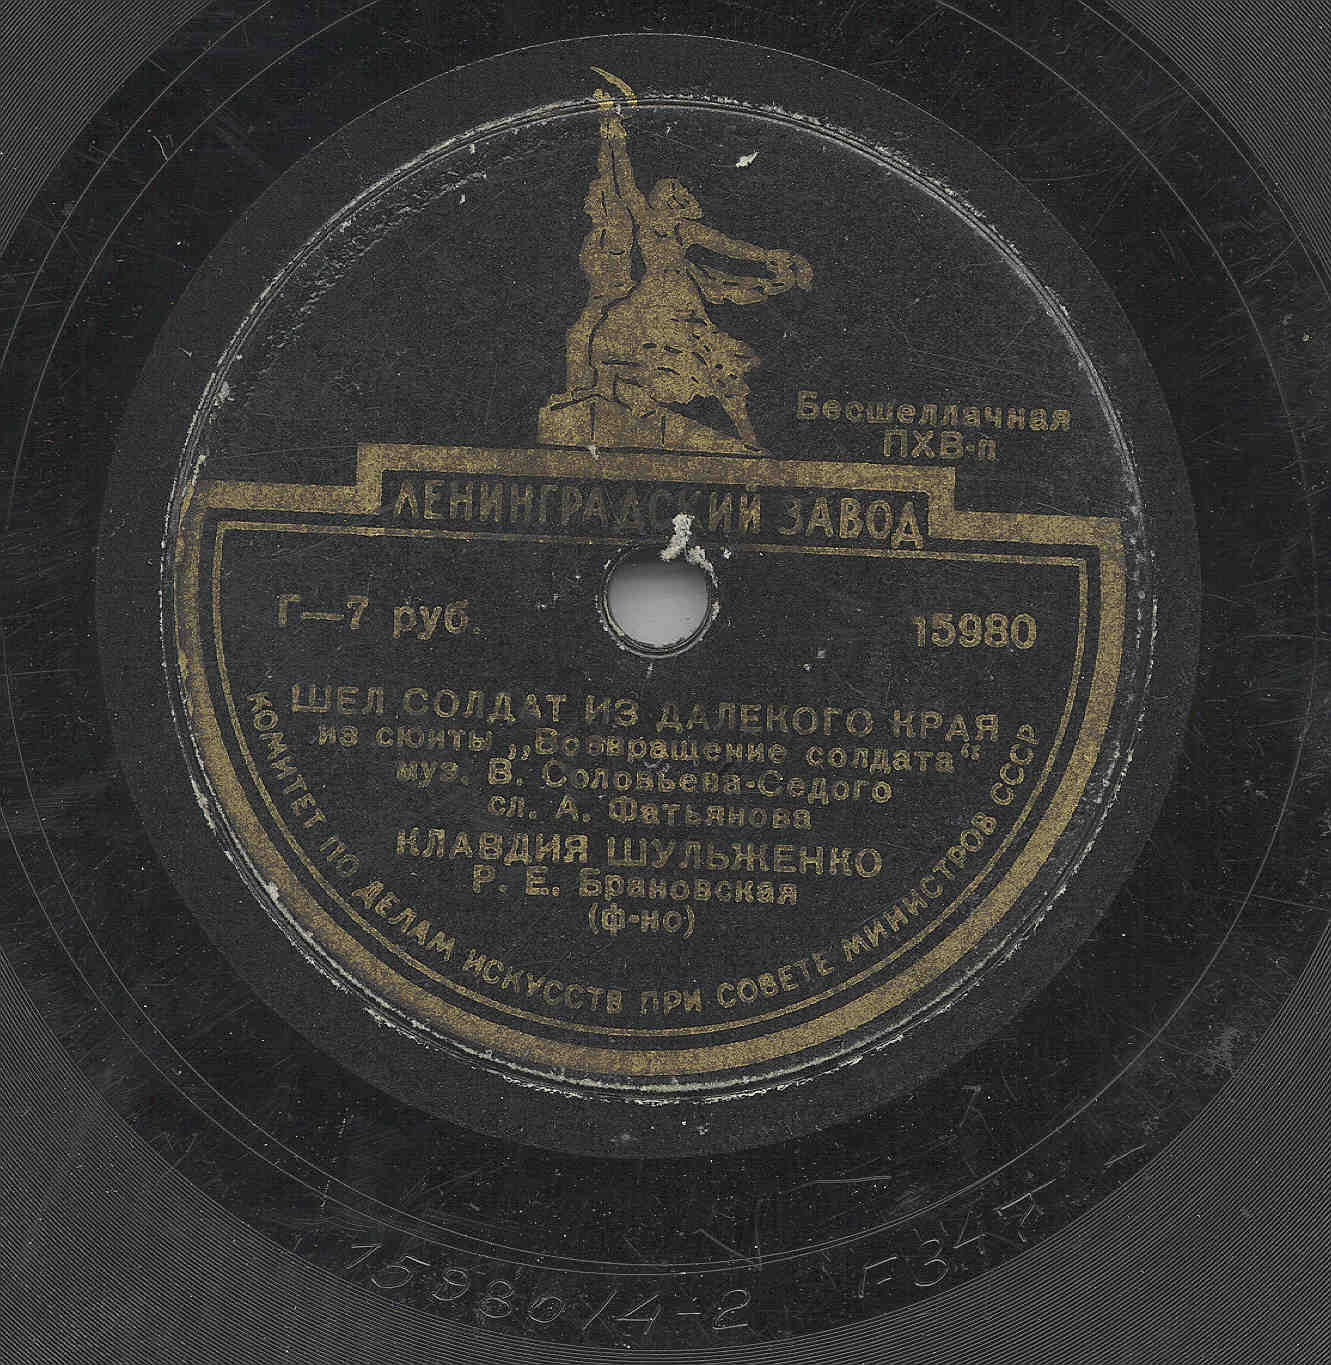 Бесшеллачная
ПХВ-п
ЛЕНИНГРАДСКИЙ ЗАВОД
Г—7 руб.
15980
ШЕЛ СОЛДАТ ИЗ ДАЛЕКОГО КРАЯ
из сюиты „Возвращение солдата“
муз. В. Соловьева-Седого
сл. А. Фатьянова
КЛАВДИЯ ШУЛЬЖЕНКО
Р. Е. Брановская
(ф-но)
КОМИТЕТ ПО ДЕЛАМ ИСКУССТВ ПРИ СОВЕТЕ МИНИСТРОВ СССР
15980/4-2 F347